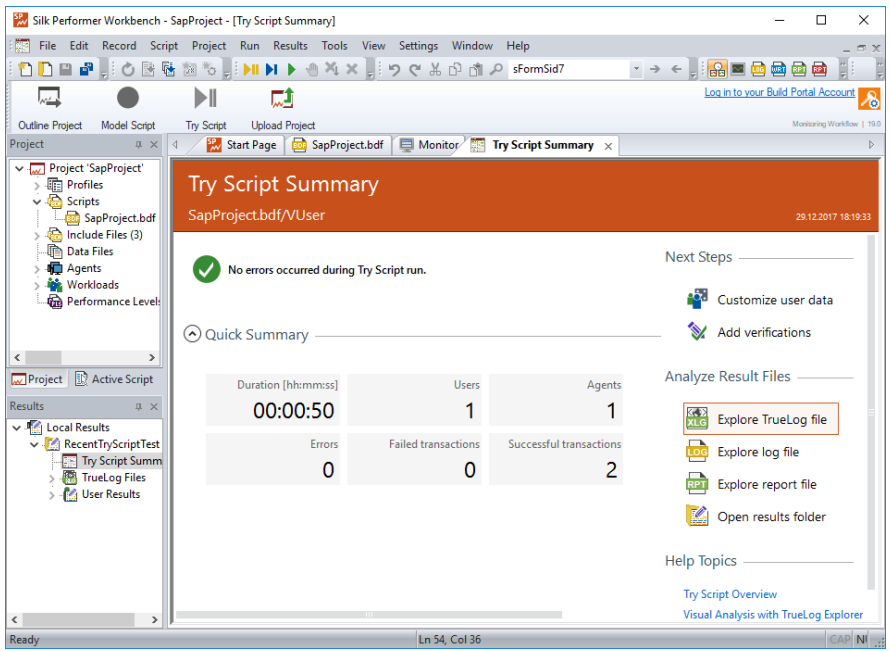 Silk Performer Workbench - SapProject - [Try Script Summary]
File Edit Record Script Project Run Results Tools View Settings Window Help
sFormSid7
LOG WRT RPT RPT
Log in to your Build Portal Account
Outline Project Model Script Try Script Upload Project
Monitoring Workflow | 19.0
Project
Start Page SapProject.bdf Monitor Try Script Summary
Project 'SapProject'
Profiles
Scripts
SapProject.bdf
Include Files (3)
Data Files
Agents
Workloads
Performance Levels
Project Active Script
Results
Local Results
RecentTryScriptTest
Try Script Summ
TrueLog Files
User Results
Try Script Summary
SapProject.bdf/VUser
29.12.2017 18:19:33
No errors occurred during Try Script run.
Quick Summary
Duration [hh:mm:ss] Users Agents
00:00:50 1 1
Errors Failed transactions Successful transactions
0 0 2
Next Steps
Customize user data
Add verifications
Analyze Result Files
XLG Explore TrueLog file
LOG Explore log file
RPT Explore report file
Open results folder
Help Topics
Try Script Overview
Visual Analysis with TrueLog Explorer
Ready Ln 54, Col 36 CAP